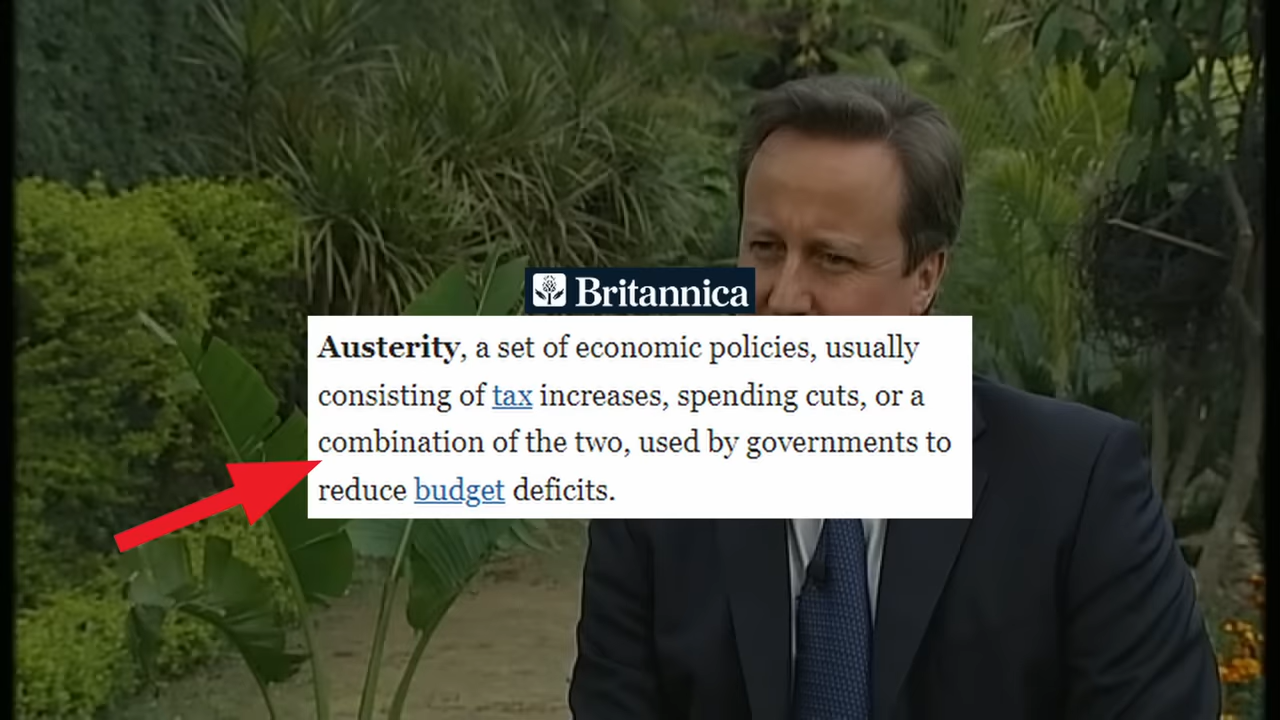 Britannica
Austerity, a set of economic policies, usually
consisting of tax increases, spending cuts, or a
combination of the two, used by governments to
reduce budget deficits.